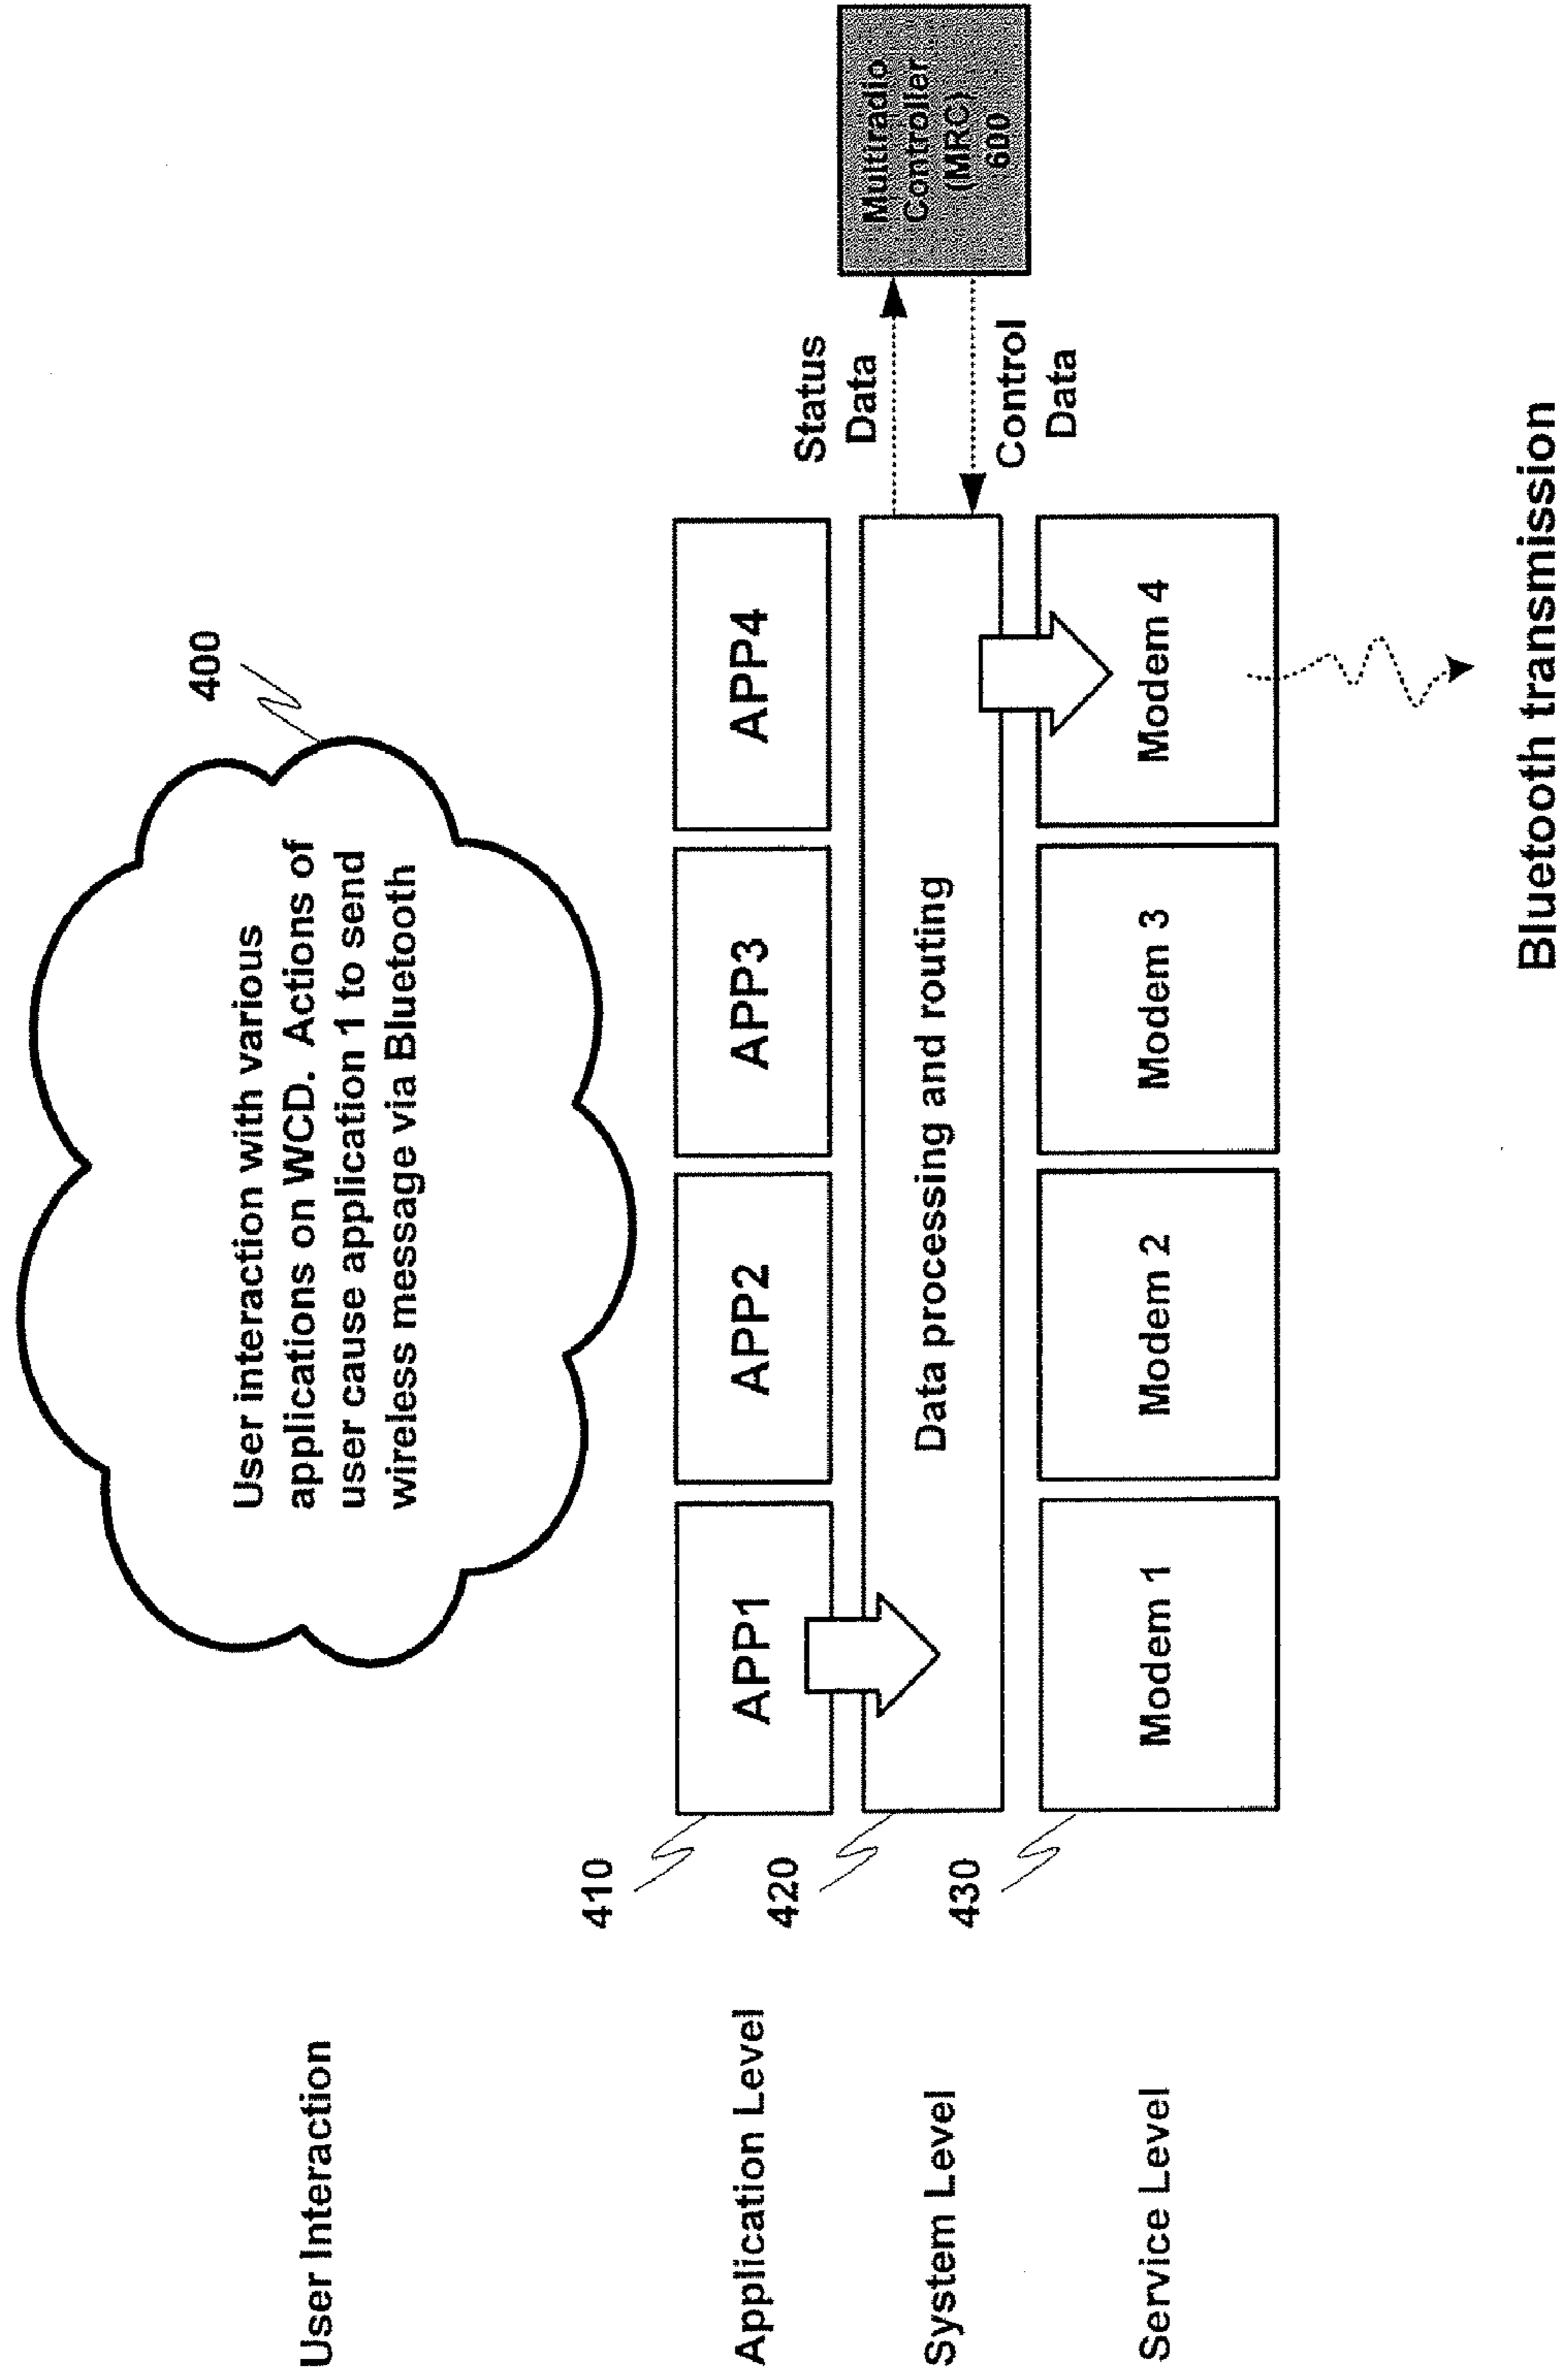 User Interaction
400
User interaction with various
applications on WCD. Actions of
user cause application 1 to send
wireless message via Bluetooth
Application Level
410
APP1
APP2
APP3
APP4
System Level
420
Data processing and routing
Status
Data
Control
Data
Multiradio
Controller
(MRC)
600
Service Level
430
Modem 1
Modem 2
Modem 3
Modem 4
Bluetooth transmission